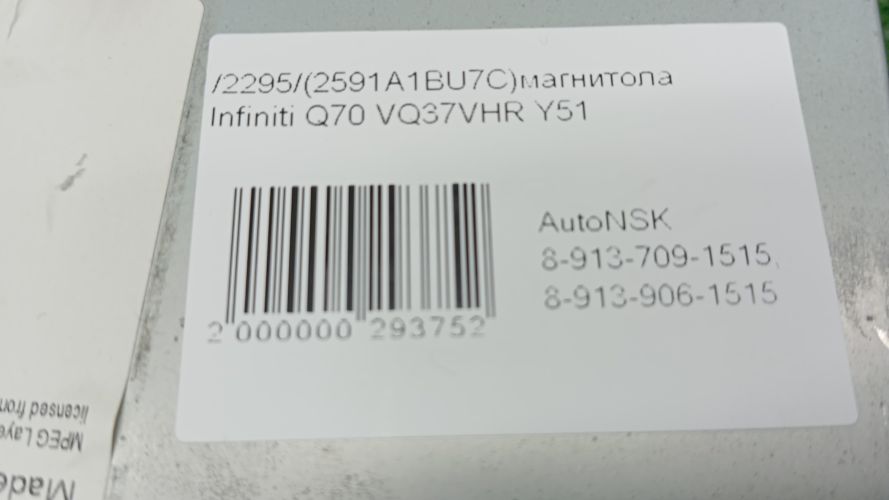 /2295/(2591A1BU7C)магнитола
Infiniti Q70 VQ37VHR Y51
AutoNSK
8-913-709-1515,
8-913-906-1515
2 000000 293752
licensed from
MPEG Laye
Made